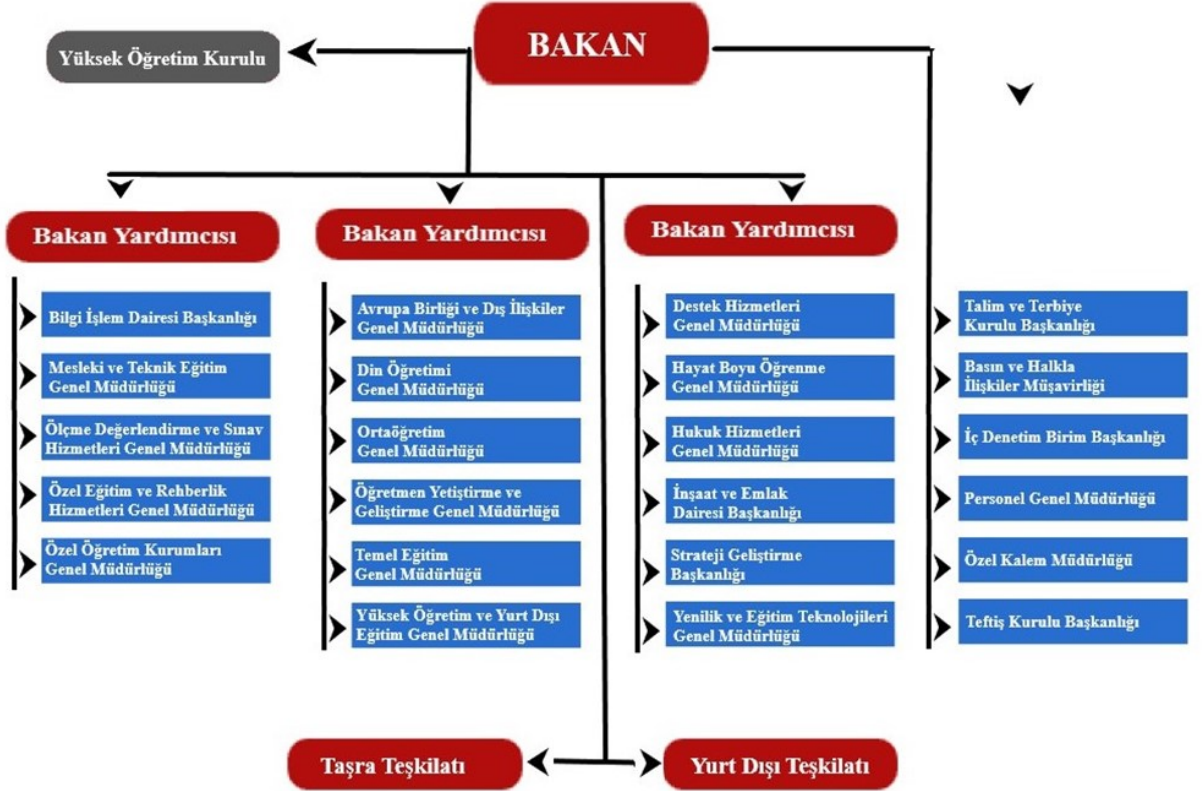 BAKAN
Yüksek Öğretim Kurulu
Bakan Yardımcısı
Bilgi İşlem Dairesi Başkanlığı
Mesleki ve Teknik Eğitim
Genel Müdürlüğü
Ölçme Değerlendirme ve Sınav
Hizmetleri Genel Müdürlüğü
Özel Eğitim ve Rehberlik
Hizmetleri Genel Müdürlüğü
Özel Öğretim Kurumları
Genel Müdürlüğü
Bakan Yardımcısı
Avrupa Birliği ve Dış İlişkiler
Genel Müdürlüğü
Din Öğretimi
Genel Müdürlüğü
Ortaöğretim
Genel Müdürlüğü
Öğretmen Yetiştirme ve
Geliştirme Genel Müdürlüğü
Temel Eğitim
Genel Müdürlüğü
Yüksek Öğretim ve Yurt Dışı
Eğitim Genel Müdürlüğü
Bakan Yardımcısı
Destek Hizmetleri
Genel Müdürlüğü
Hayat Boyu Öğrenme
Genel Müdürlüğü
Hukuk Hizmetleri
Genel Müdürlüğü
İnşaat ve Emlak
Dairesi Başkanlığı
Strateji Geliştirme
Başkanlığı
Yenilik ve Eğitim Teknolojileri
Genel Müdürlüğü
Talim ve Terbiye
Kurulu Başkanlığı
Basın ve Halkla
İlişkiler Müşavirliği
İç Denetim Birim Başkanlığı
Personel Genel Müdürlüğü
Özel Kalem Müdürlüğü
Teftiş Kurulu Başkanlığı
Taşra Teşkilatı
Yurt Dışı Teşkilatı